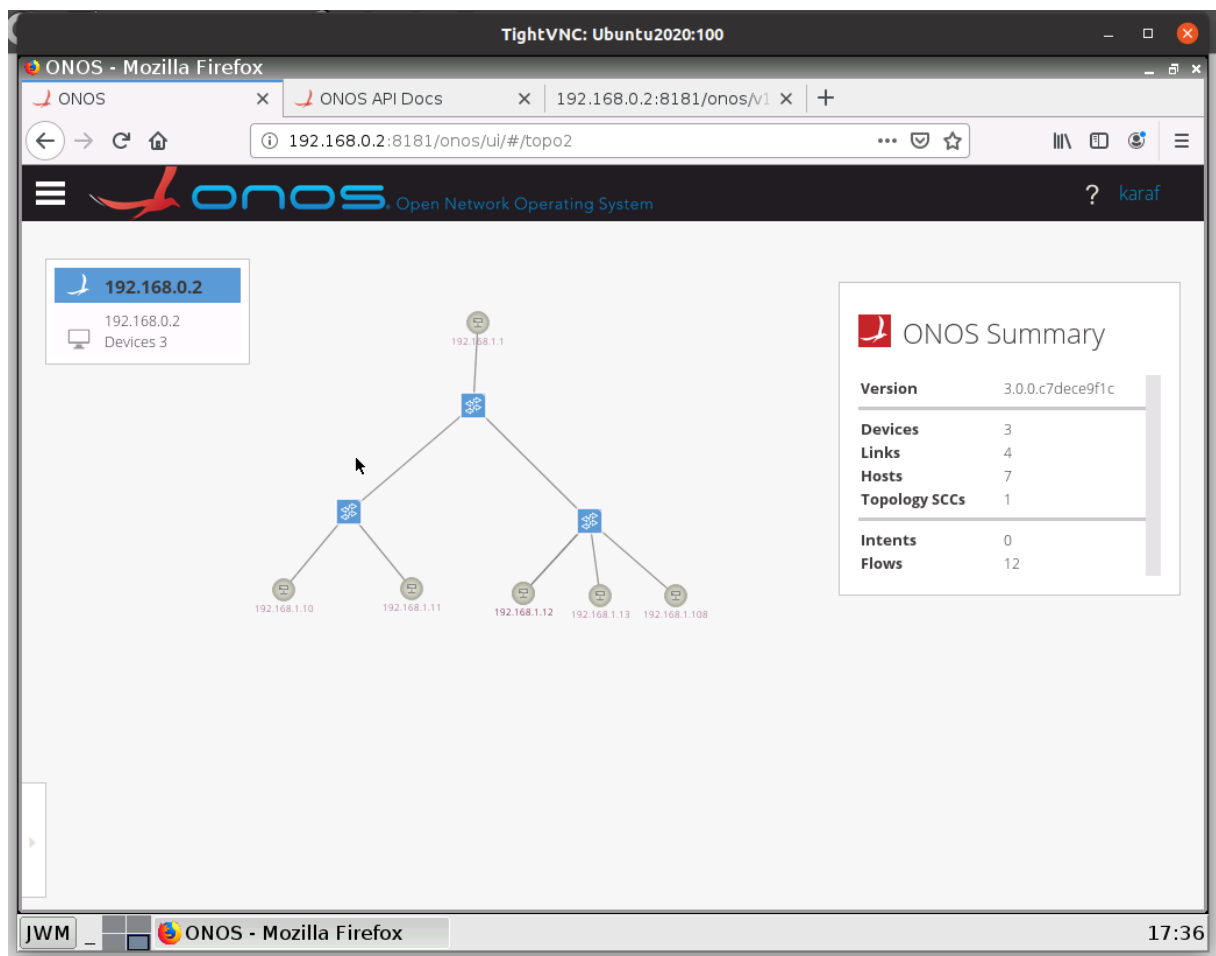 TightVNC: Ubuntu2020:100
ONOS - Mozilla Firefox
ONOS
ONOS API Docs
192.168.0.2:8181/onos/v1
192.168.0.2:8181/onos/ui/#/topo2
onos. Open Network Operating System
? karaf
192.168.0.2
192.168.0.2
Devices 3
192.168.1.1
192.168.1.10
192.168.1.11
192.168.1.12
192.168.1.13
192.168.1.108
ONOS Summary
Version 3.0.0.c7dece9f1c
Devices 3
Links 4
Hosts 7
Topology SCCs 1
Intents 0
Flows 12
JWM _ ONOS - Mozilla Firefox 17:36